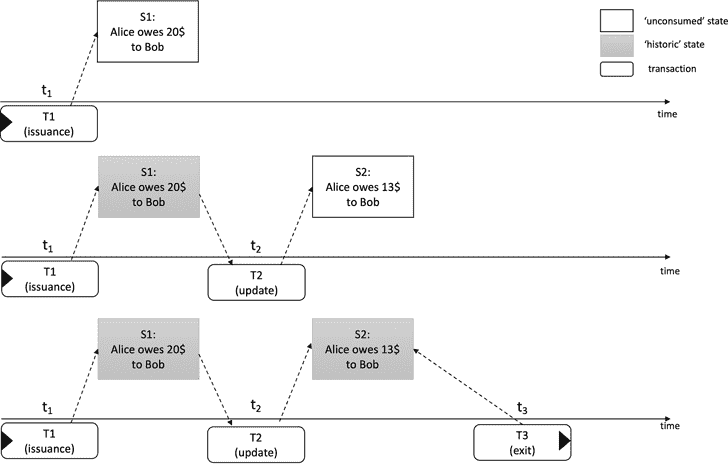 S1:
Alice owes 20$
to Bob
'unconsumed' state
'historic' state
transaction
t1
time
T1
(issuance)
S1:
Alice owes 20$
to Bob
S2:
Alice owes 13$
to Bob
t1
t2
time
T1
(issuance)
T2
(update)
S1:
Alice owes 20$
to Bob
S2:
Alice owes 13$
to Bob
t1
t2
t3
time
T1
(issuance)
T2
(update)
T3
(exit)